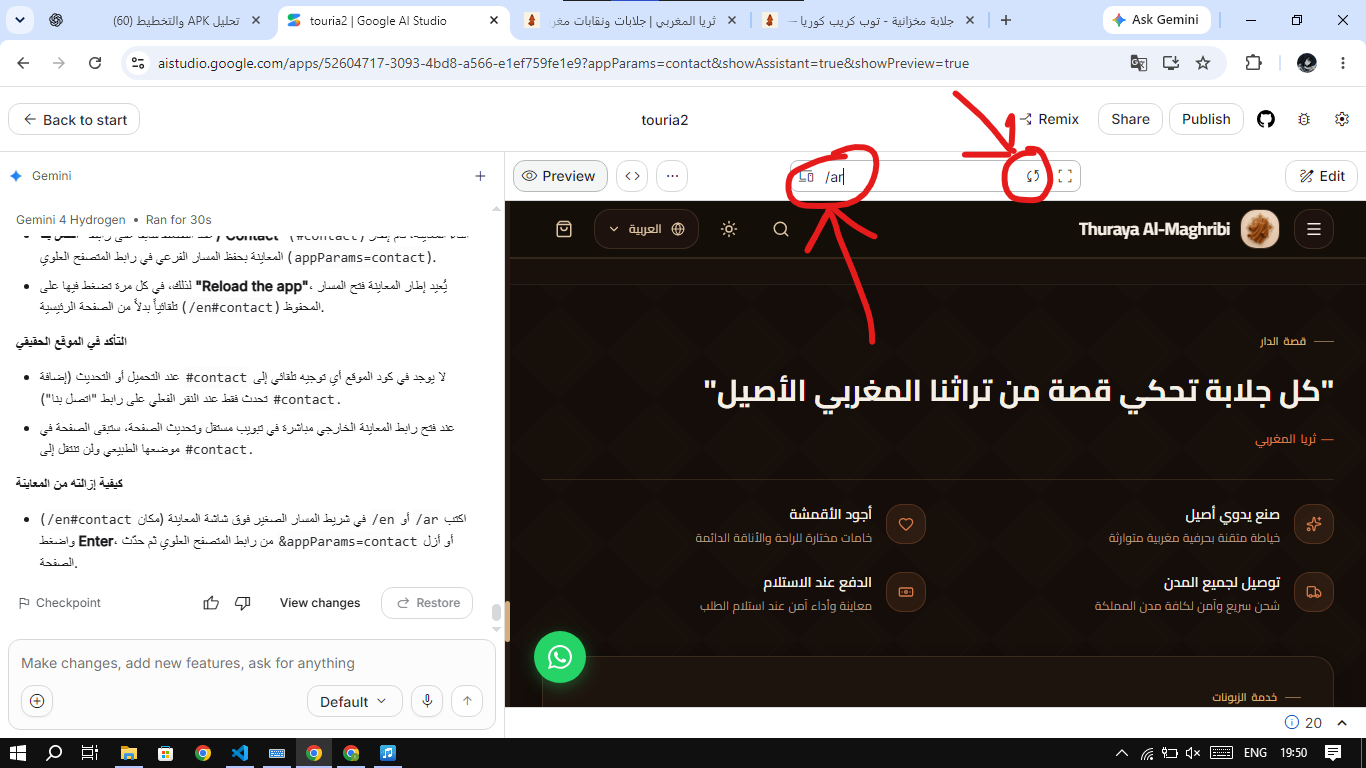 تحليل APK والتخطيط (60)
touria2 | Google AI Studio
ثريا المغربي | جلابات ونقابات مغر
جلابة مخزانية - توب كريب كوريا —
Ask Gemini
aistudio.google.com/apps/52604717-3093-4bd8-a566-e1ef759fe1e9?appParams=contact&showAssistant=true&showPreview=true
Back to start
touria2
Remix
Share
Publish
Gemini
Preview
/ar
Edit
Gemini 4 Hydrogen • Ran for 30s
المعاينة بحفظ المسار الفرعي في رابط المتصفح العلوي (appParams=contact).
لذلك، في كل مرة تضغط فيها على "Reload the app"، يُعيد إطار المعاينة فتح المسار
المحفوظ (/en#contact) تلقائياً بدلاً من الصفحة الرئيسية.
التأكد في الموقع الحقيقي
لا يوجد في كود الموقع أي توجيه تلقائي إلى #contact عند التحميل أو التحديث (إضافة
#contact تحدث فقط عند النقر الفعلي على رابط "اتصل بنا").
عند فتح رابط المعاينة الخارجي مباشرة في تبويب مستقل وتحديث الصفحة، ستبقى الصفحة في
موضعها الطبيعي ولن تنتقل إلى #contact.
كيفية إزالته من المعاينة
اكتب /ar أو /en في شريط المسار الصغير فوق شاشة المعاينة (مكان /en#contact)
واضغط Enter، أو أزل &appParams=contact من رابط المتصفح العلوي ثم حدّث
الصفحة.
Checkpoint
View changes
Restore
Make changes, add new features, ask for anything
Default
العربية
Thuraya Al-Maghribi
قصة الدار
"كل جلابة تحكي قصة من تراثنا المغربي الأصيل"
— ثريا المغربي
صنع يدوي أصيل
خياطة متقنة بحرفية مغربية متوارثة
أجود الأقمشة
خامات مختارة للراحة والأناقة الدائمة
توصيل لجميع المدن
شحن سريع وآمن لكافة مدن المملكة
الدفع عند الاستلام
معاينة وأداء آمن عند استلام الطلب
خدمة الزبونات
20
ENG
19:50